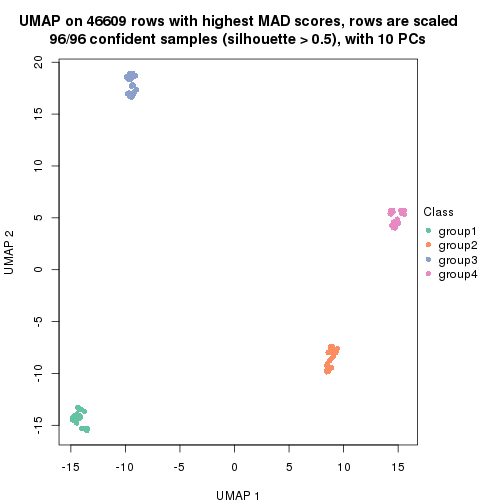 UMAP on 46609 rows with highest MAD scores, rows are scaled
96/96 confident samples (silhouette > 0.5), with 10 PCs
20
15
10
5
0
-5
-10
-15
UMAP 2
-15 -10 -5 0 5 10 15
UMAP 1
Class
group1
group2
group3
group4